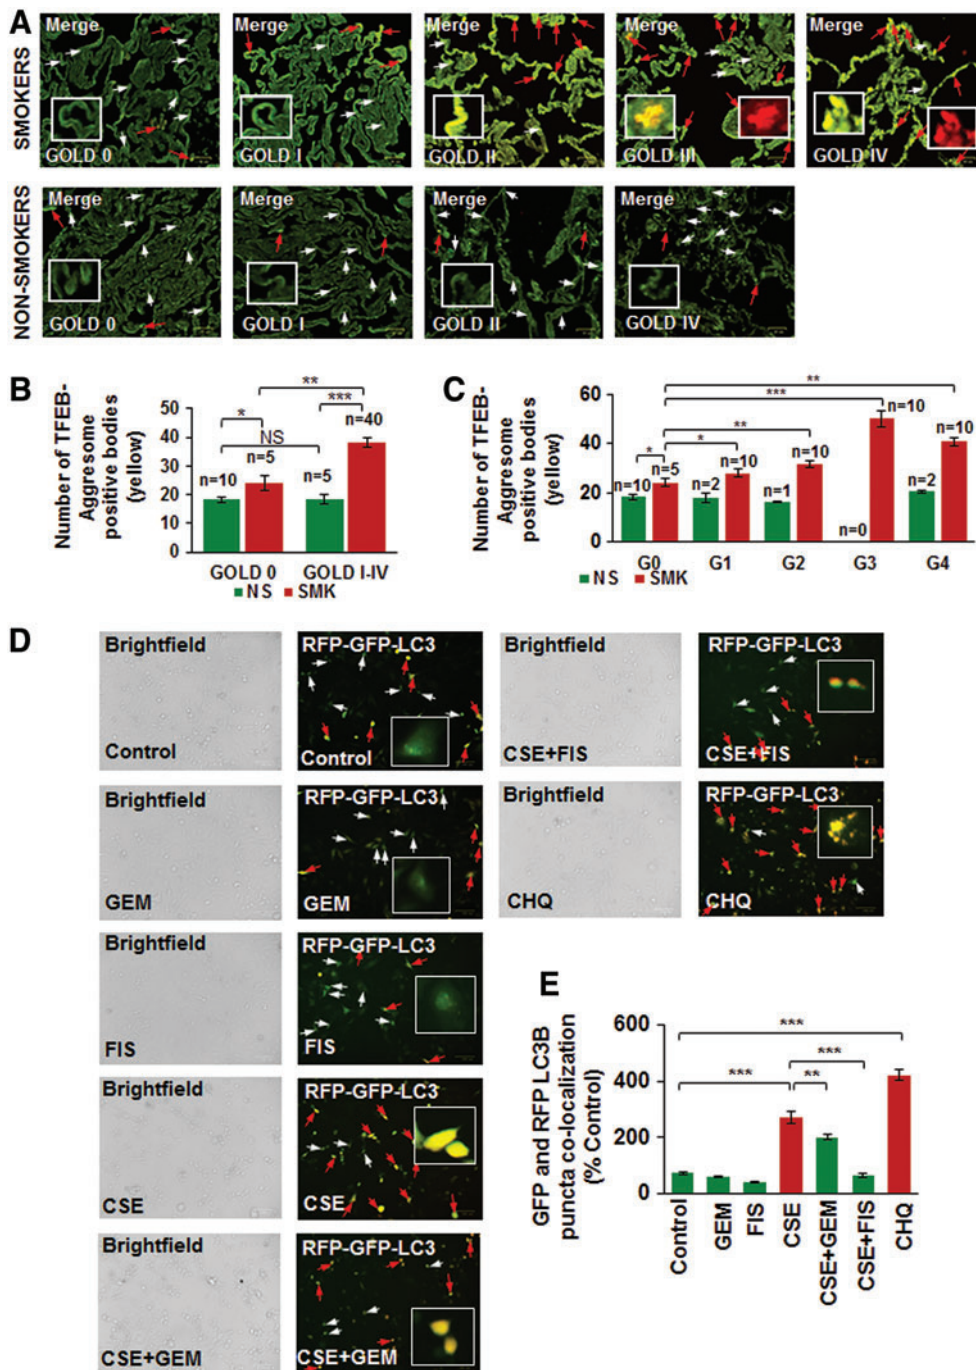 A
SMOKERS
Merge
GOLD 0
Merge
GOLD I
Merge
GOLD II
Merge
GOLD III
Merge
GOLD IV
NON-SMOKERS
Merge
GOLD 0
Merge
GOLD I
Merge
GOLD II
Merge
GOLD IV
B
Number of TFEB-
Aggresome
positive bodies
(yellow)
50
40
30
20
10
0
*
**
***
NS
n=10
n=5
n=5
n=40
GOLD 0
GOLD I-IV
NS
SMK
C
Number of TFEB-
Aggresome
positive bodies
(yellow)
60
40
20
0
**
***
**
*
*
n=10
n=5
n=2
n=10
n=1
n=10
n=0
n=10
n=2
n=10
G0
G1
G2
G3
G4
NS
SMK
D
Brightfield
Control
RFP-GFP-LC3
Control
Brightfield
CSE+FIS
RFP-GFP-LC3
CSE+FIS
Brightfield
GEM
RFP-GFP-LC3
GEM
Brightfield
CHQ
RFP-GFP-LC3
CHQ
Brightfield
FIS
RFP-GFP-LC3
FIS
Brightfield
CSE
RFP-GFP-LC3
CSE
Brightfield
CSE+GEM
RFP-GFP-LC3
CSE+GEM
E
GFP and RFP LC3B
puncta co-localization
(% Control)
600
400
200
0
***
***
***
**
Control
GEM
FIS
CSE
CSE+GEM
CSE+FIS
CHQ